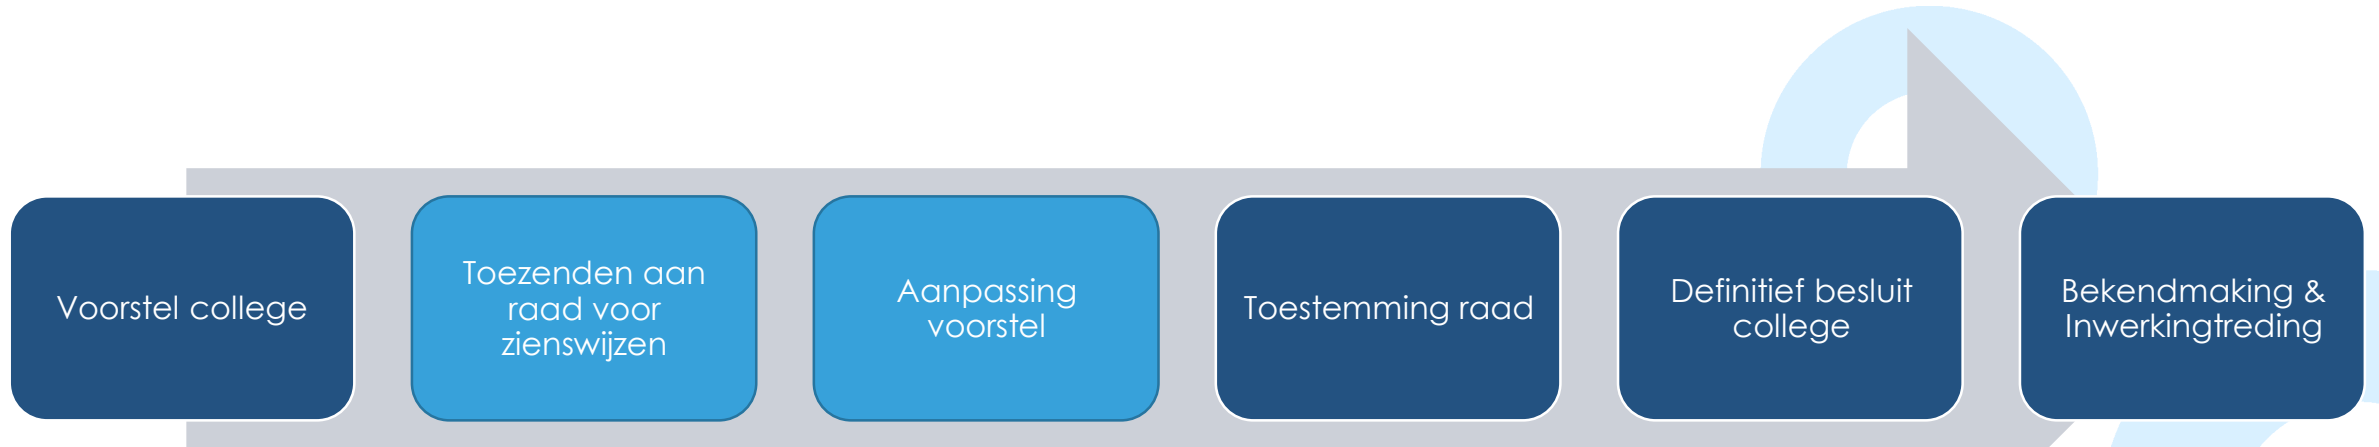 Voorstel college
Toezenden aan
raad voor
zienswijzen
Aanpassing
voorstel
Toestemming raad
Definitief besluit
college
Bekendmaking &
Inwerkingtreding